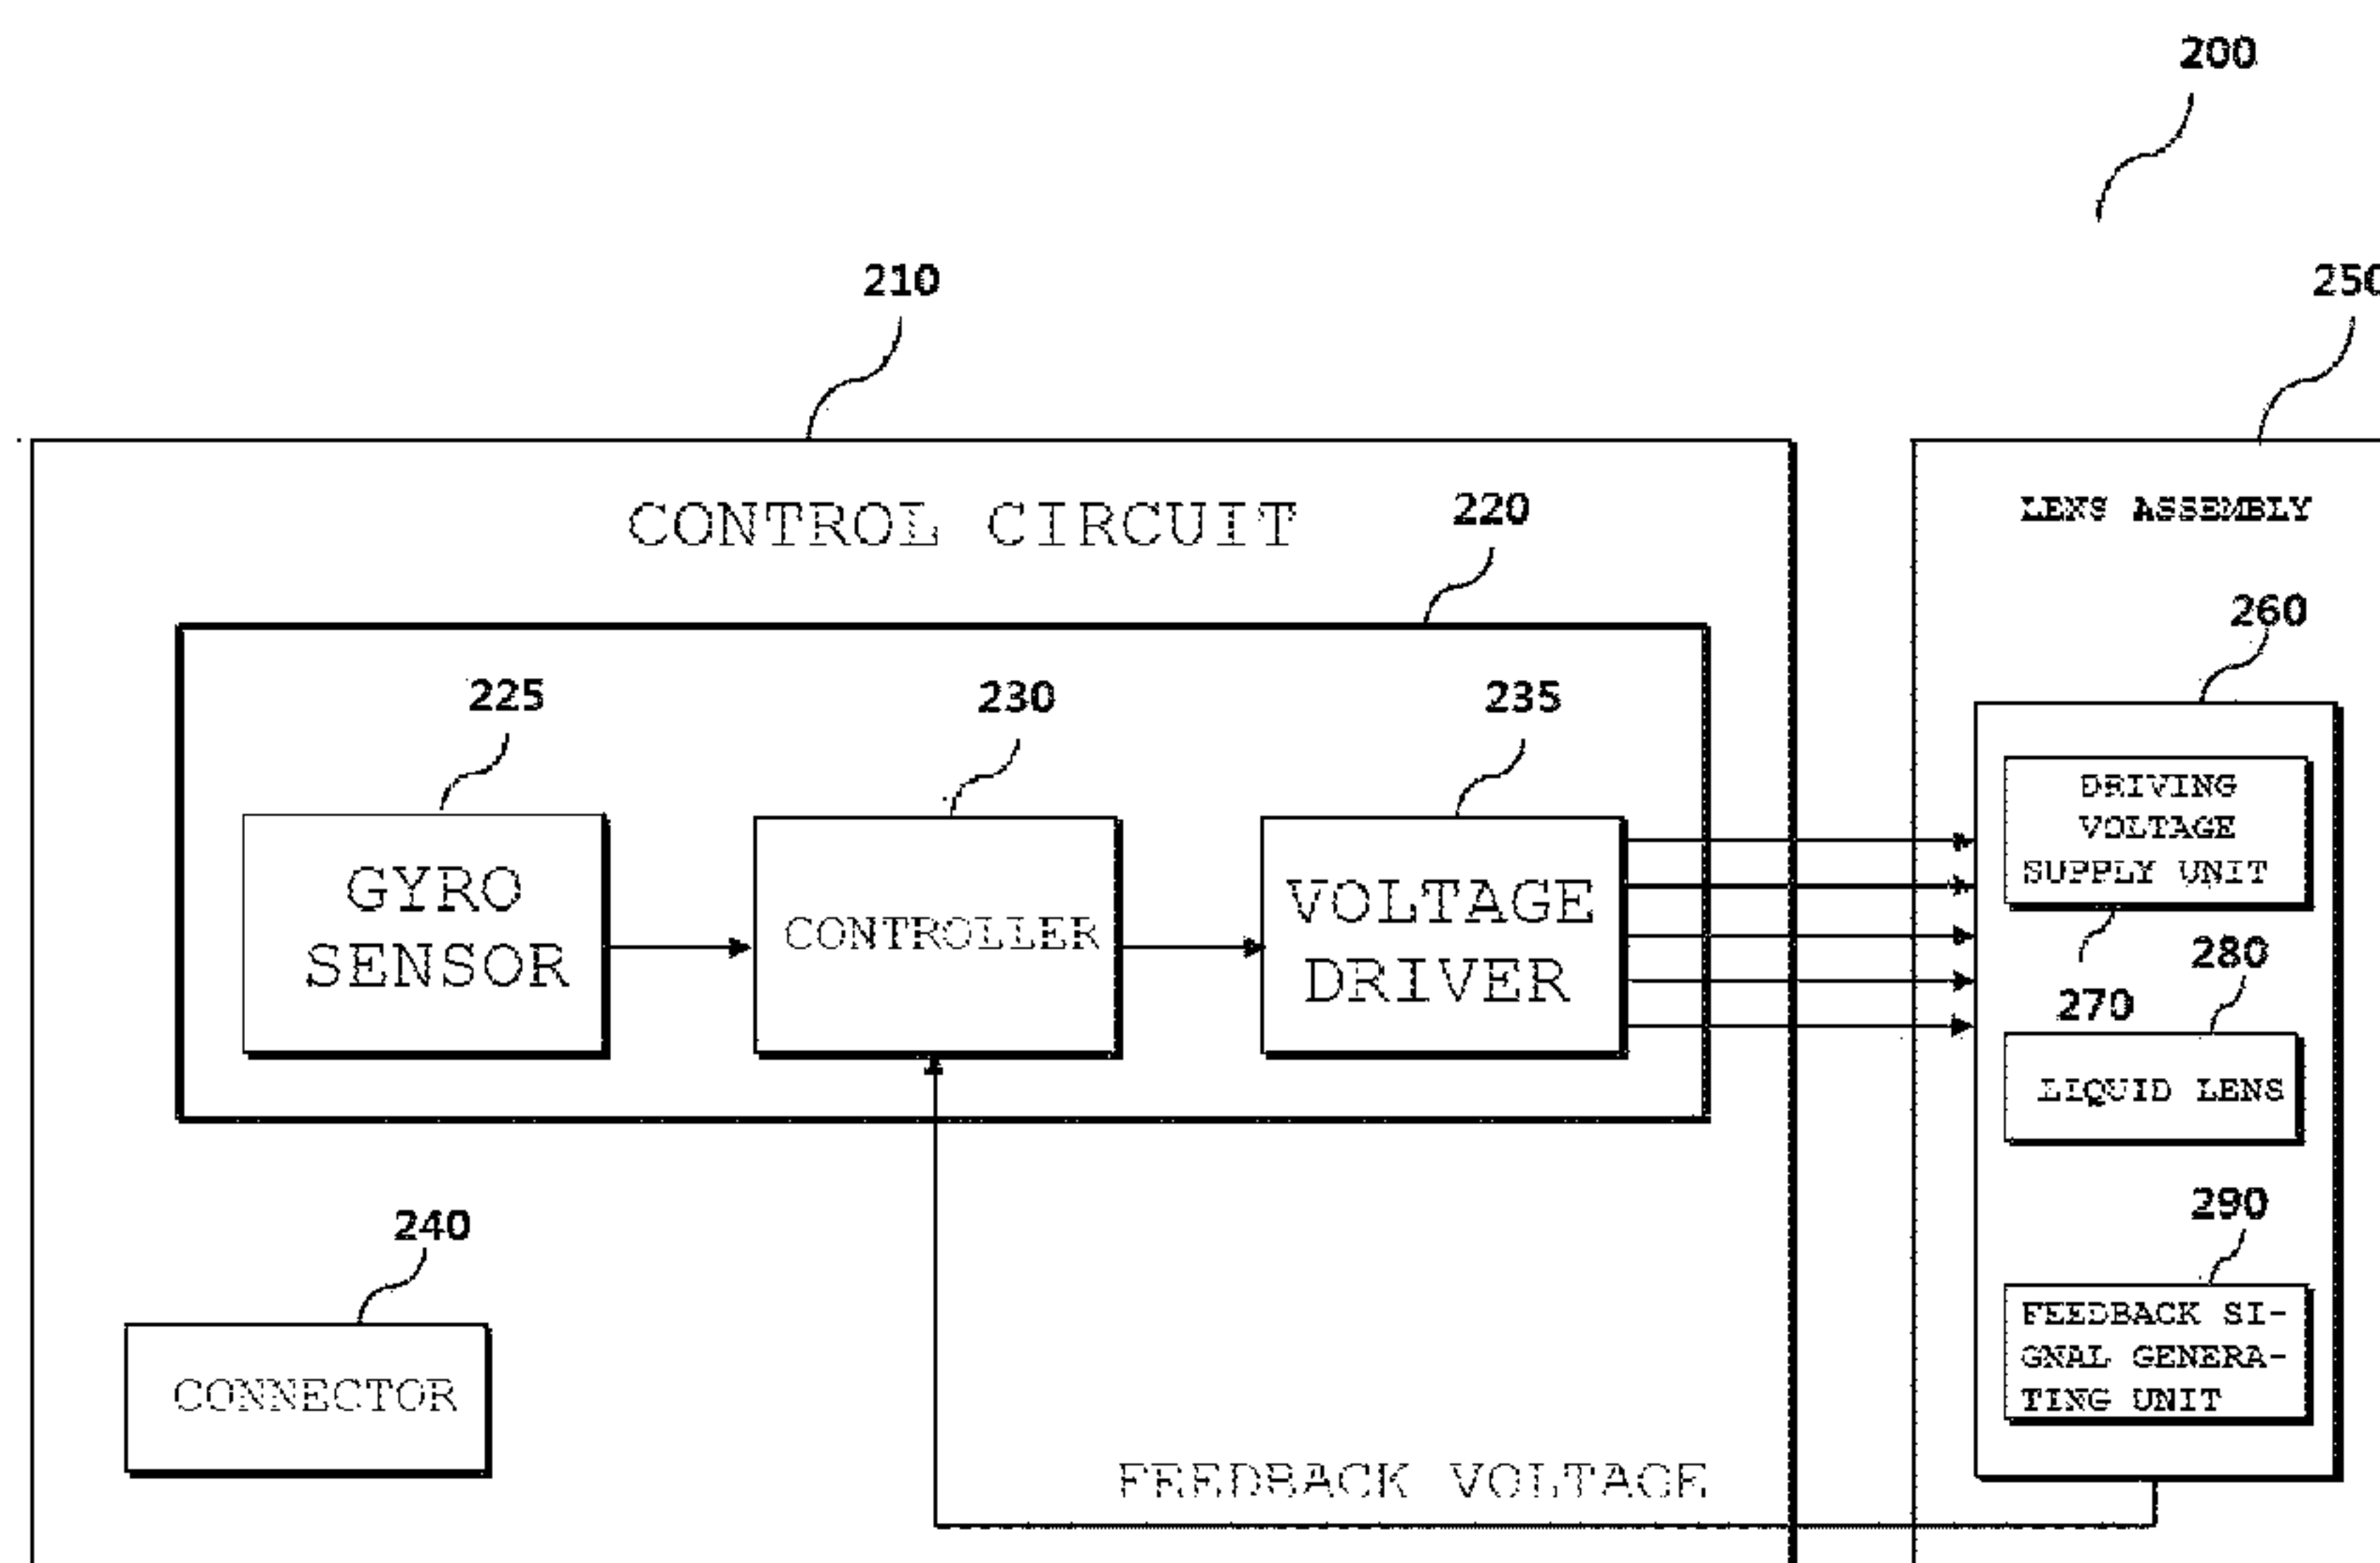 200
210
250
CONTROL CIRCUIT
220
LENS ASSEMBLY
260
225
230
235
GYRO
SENSOR
CONTROLLER
VOLTAGE
DRIVER
DRIVING
VOLTAGE
SUPPLY UNIT
270
280
LIQUID LENS
240
CONNECTOR
290
FEEDBACK SI-
GNAL GENERA-
TING UNIT
FEEDBACK VOLTAGE